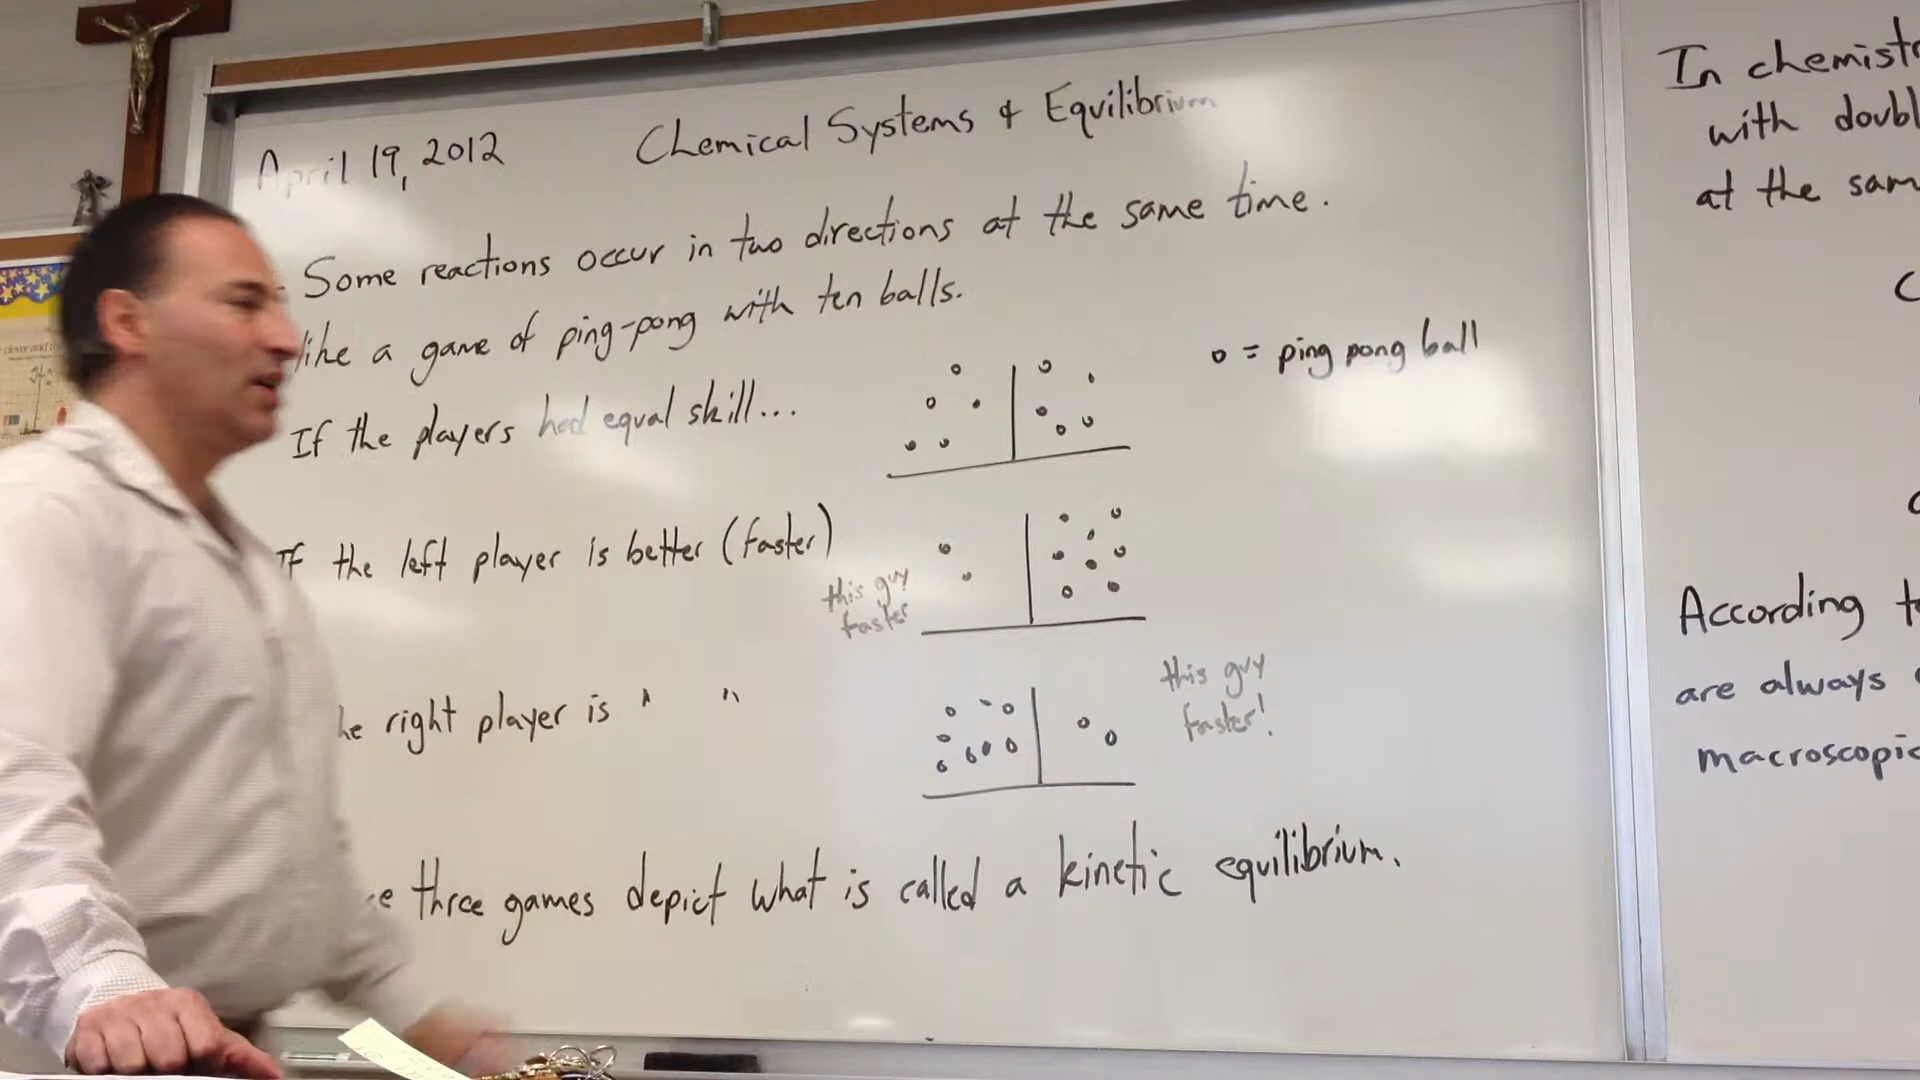 April 19, 2012
Chemical Systems & Equilibrium
Some reactions occur in two directions at the same time.
like a game of ping-pong with ten balls.
o = ping pong ball
If the players had equal skill...
If the left player is better (faster)
this guy
faster
he right player is " "
this guy
faster!
e three games depict what is called a kinetic equilibrium.
In chemistr
with doubl
at the sam
C
According t
are always
macroscopic